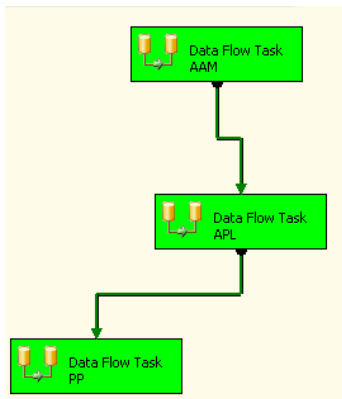 Data Flow Task
AAM
Data Flow Task
APL
Data Flow Task
PP